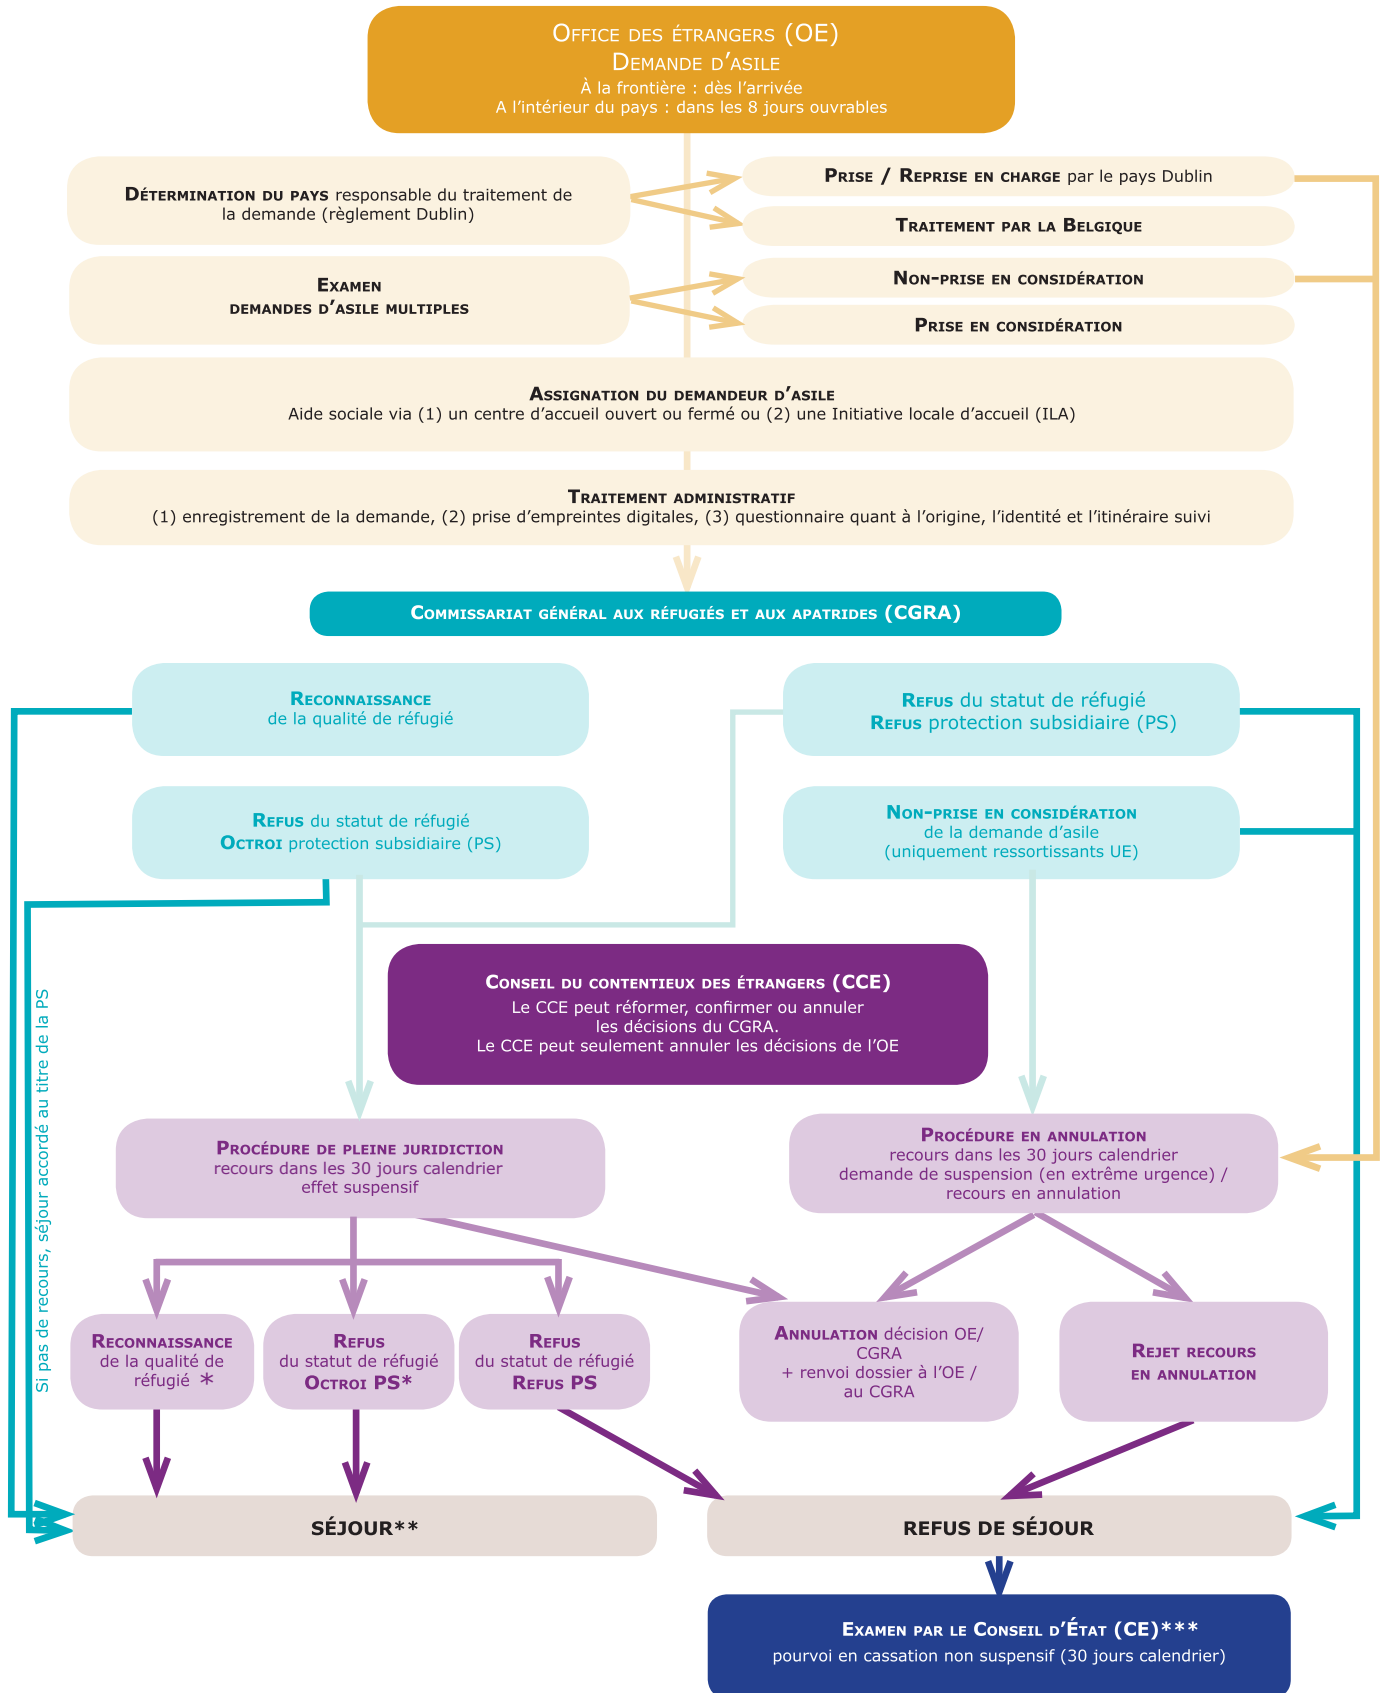 Office des étrangers (OE)
Demande d'asile
À la frontière : dès l'arrivée
A l'intérieur du pays : dans les 8 jours ouvrables
Détermination du pays responsable du traitement de
la demande (règlement Dublin)
Prise / Reprise en charge par le pays Dublin
Traitement par la Belgique
Examen
demandes d'asile multiples
Non-prise en considération
Prise en considération
Assignation du demandeur d'asile
Aide sociale via (1) un centre d'accueil ouvert ou fermé ou (2) une Initiative locale d'accueil (ILA)
Traitement administratif
(1) enregistrement de la demande, (2) prise d'empreintes digitales, (3) questionnaire quant à l'origine, l'identité et l'itinéraire suivi
Commissariat général aux réfugiés et aux apatrides (CGRA)
Reconnaissance
de la qualité de réfugié
Refus du statut de réfugié
Refus protection subsidiaire (PS)
Refus du statut de réfugié
Octroi protection subsidiaire (PS)
Non-prise en considération
de la demande d'asile
(uniquement ressortissants UE)
Si pas de recours, séjour accordé au titre de la PS
Conseil du contentieux des étrangers (CCE)
Le CCE peut réformer, confirmer ou annuler
les décisions du CGRA.
Le CCE peut seulement annuler les décisions de l'OE
Procédure de pleine juridiction
recours dans les 30 jours calendrier
effet suspensif
Procédure en annulation
recours dans les 30 jours calendrier
demande de suspension (en extrême urgence) /
recours en annulation
Reconnaissance
de la qualité de
réfugié *
Refus
du statut de réfugié
Octroi PS*
Refus
du statut de réfugié
Refus PS
Annulation décision OE/
CGRA
+ renvoi dossier à l'OE /
au CGRA
Rejet recours
en annulation
SÉJOUR**
REFUS DE SÉJOUR
Examen par le Conseil d'État (CE)***
pourvoi en cassation non suspensif (30 jours calendrier)